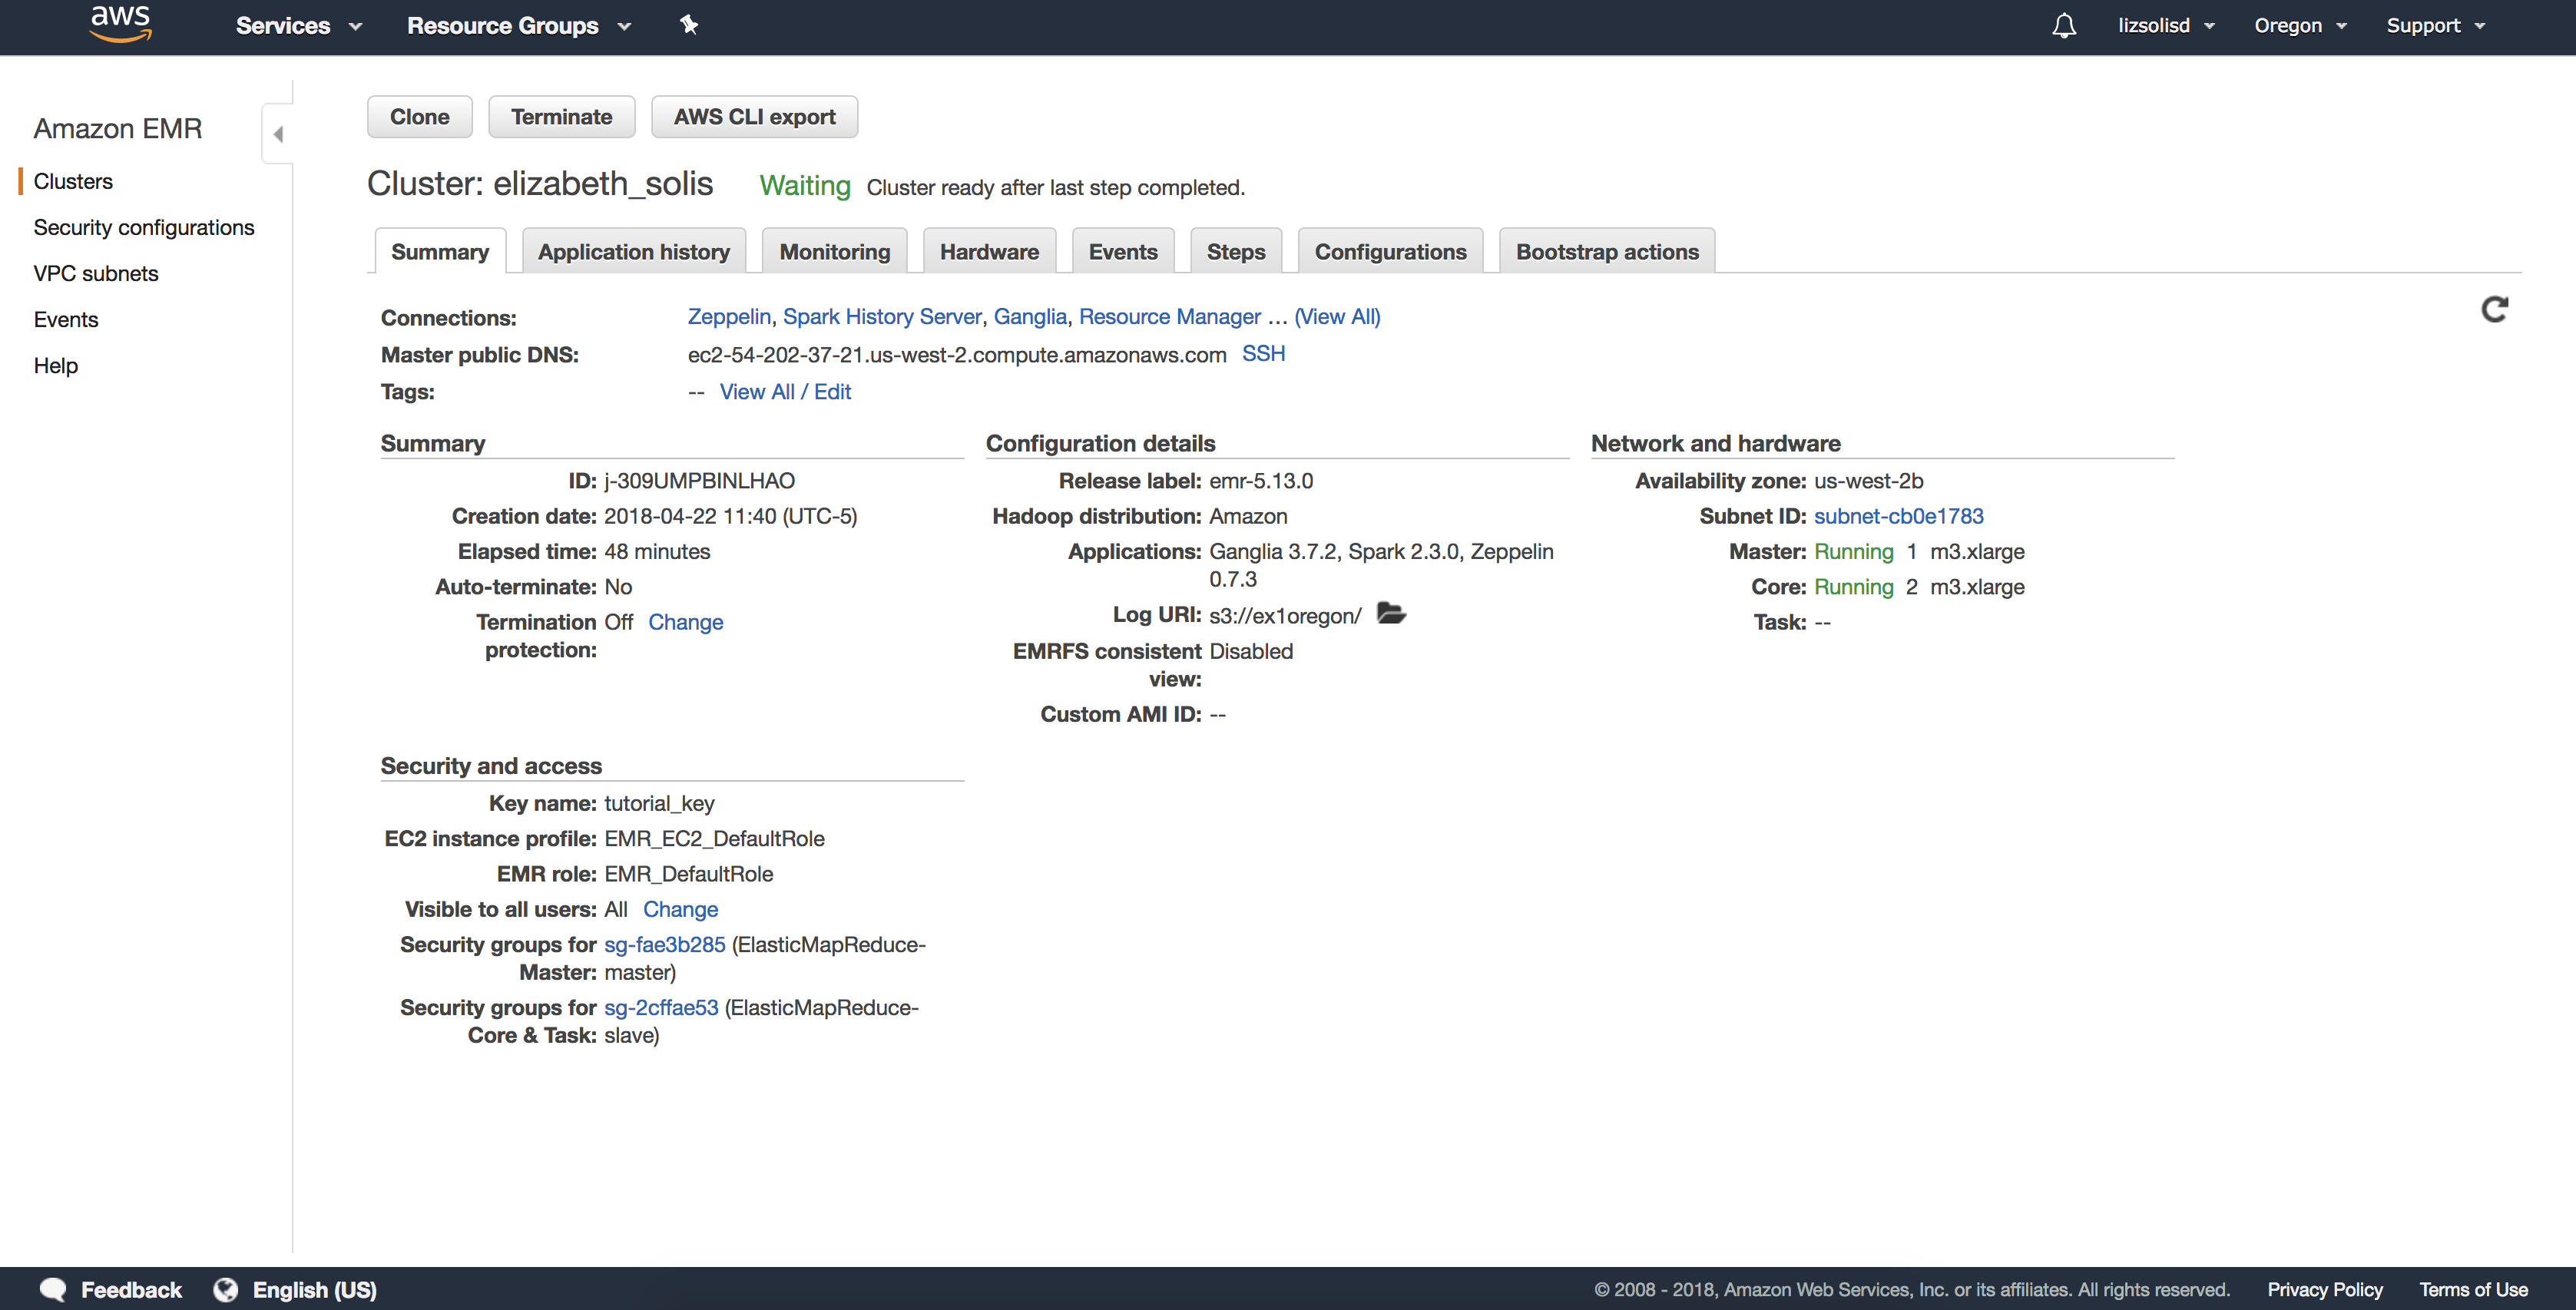 aws Services Resource Groups lizsolisd Oregon Support
Amazon EMR
Clusters
Security configurations
VPC subnets
Events
Help
Clone Terminate AWS CLI export
Cluster: elizabeth_solis Waiting Cluster ready after last step completed.
Summary Application history Monitoring Hardware Events Steps Configurations Bootstrap actions
Connections: Zeppelin, Spark History Server, Ganglia, Resource Manager ... (View All)
Master public DNS: ec2-54-202-37-21.us-west-2.compute.amazonaws.com SSH
Tags: -- View All / Edit
Summary
ID: j-309UMPBINLHAO
Creation date: 2018-04-22 11:40 (UTC-5)
Elapsed time: 48 minutes
Auto-terminate: No
Termination Off Change
protection:
Configuration details
Release label: emr-5.13.0
Hadoop distribution: Amazon
Applications: Ganglia 3.7.2, Spark 2.3.0, Zeppelin
0.7.3
Log URI: s3://ex1oregon/
EMRFS consistent Disabled
view:
Custom AMI ID: --
Network and hardware
Availability zone: us-west-2b
Subnet ID: subnet-cb0e1783
Master: Running 1 m3.xlarge
Core: Running 2 m3.xlarge
Task: --
Security and access
Key name: tutorial_key
EC2 instance profile: EMR_EC2_DefaultRole
EMR role: EMR_DefaultRole
Visible to all users: All Change
Security groups for sg-fae3b285 (ElasticMapReduce-
Master: master)
Security groups for sg-2cffae53 (ElasticMapReduce-
Core & Task: slave)
Feedback English (US) © 2008 - 2018, Amazon Web Services, Inc. or its affiliates. All rights reserved. Privacy Policy Terms of Use